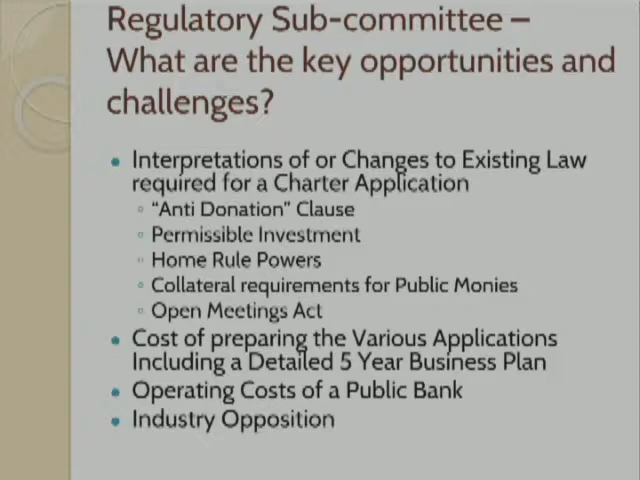 Regulatory Sub-committee –
What are the key opportunities and
challenges?
Interpretations of or Changes to Existing Law
required for a Charter Application
"Anti Donation" Clause
Permissible Investment
Home Rule Powers
Collateral requirements for Public Monies
Open Meetings Act
Cost of preparing the Various Applications
Including a Detailed 5 Year Business Plan
Operating Costs of a Public Bank
Industry Opposition